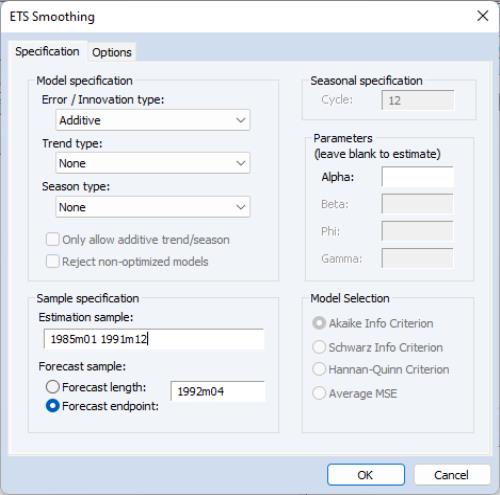 ETS Smoothing
Specification
Options
Model specification
Error / Innovation type:
Additive
Trend type:
None
Season type:
None
Only allow additive trend/season
Reject non-optimized models
Seasonal specification
Cycle:
12
Parameters
(leave blank to estimate)
Alpha:
Beta:
Phi:
Gamma:
Sample specification
Estimation sample:
1985m01 1991m12
Forecast sample:
Forecast length:
Forecast endpoint:
1992m04
Model Selection
Akaike Info Criterion
Schwarz Info Criterion
Hannan-Quinn Criterion
Average MSE
OK
Cancel